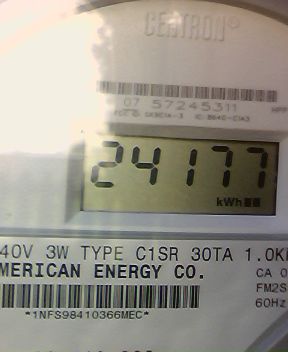 CENTRON®
07 57245311
24177
kWh
40V 3W TYPE C1SR 30TA 1.0K
MERICAN ENERGY CO.
CA 0
FM2S
60Hz
*1NFS98410366MEC*